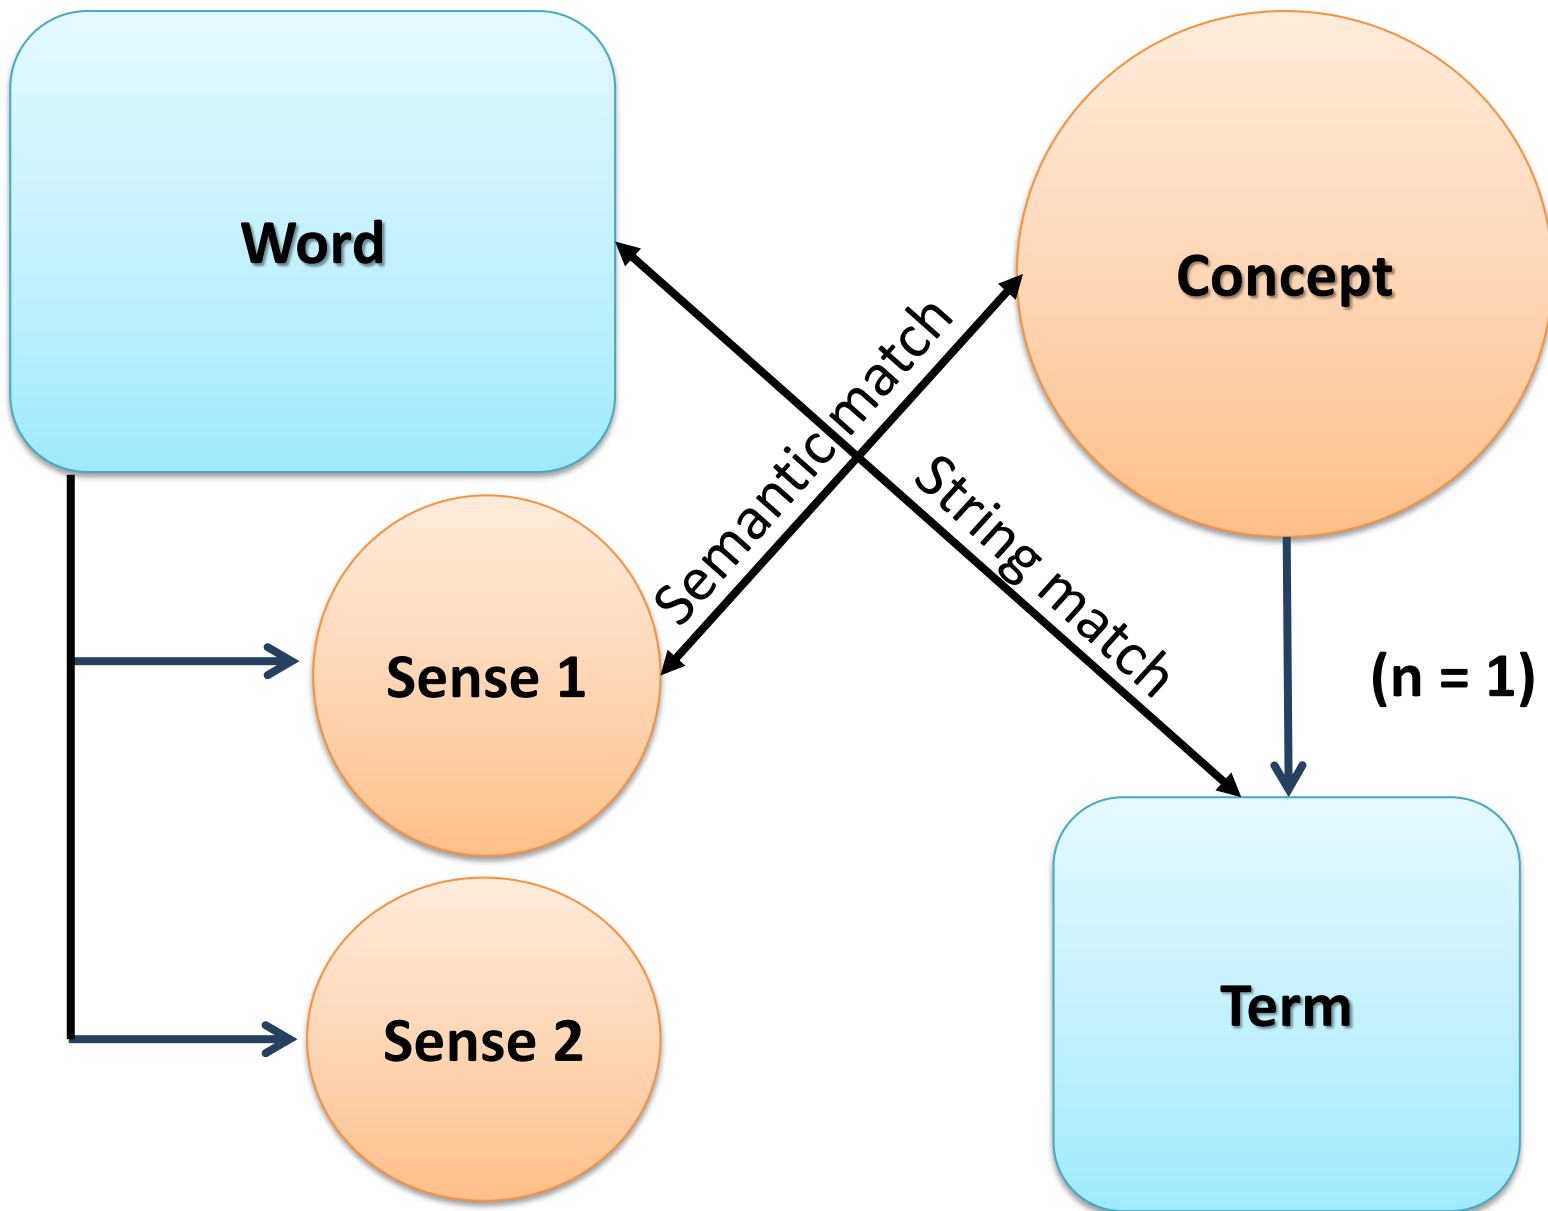 Word
Concept
Semantic match
String match
Sense 1
(n = 1)
Term
Sense 2